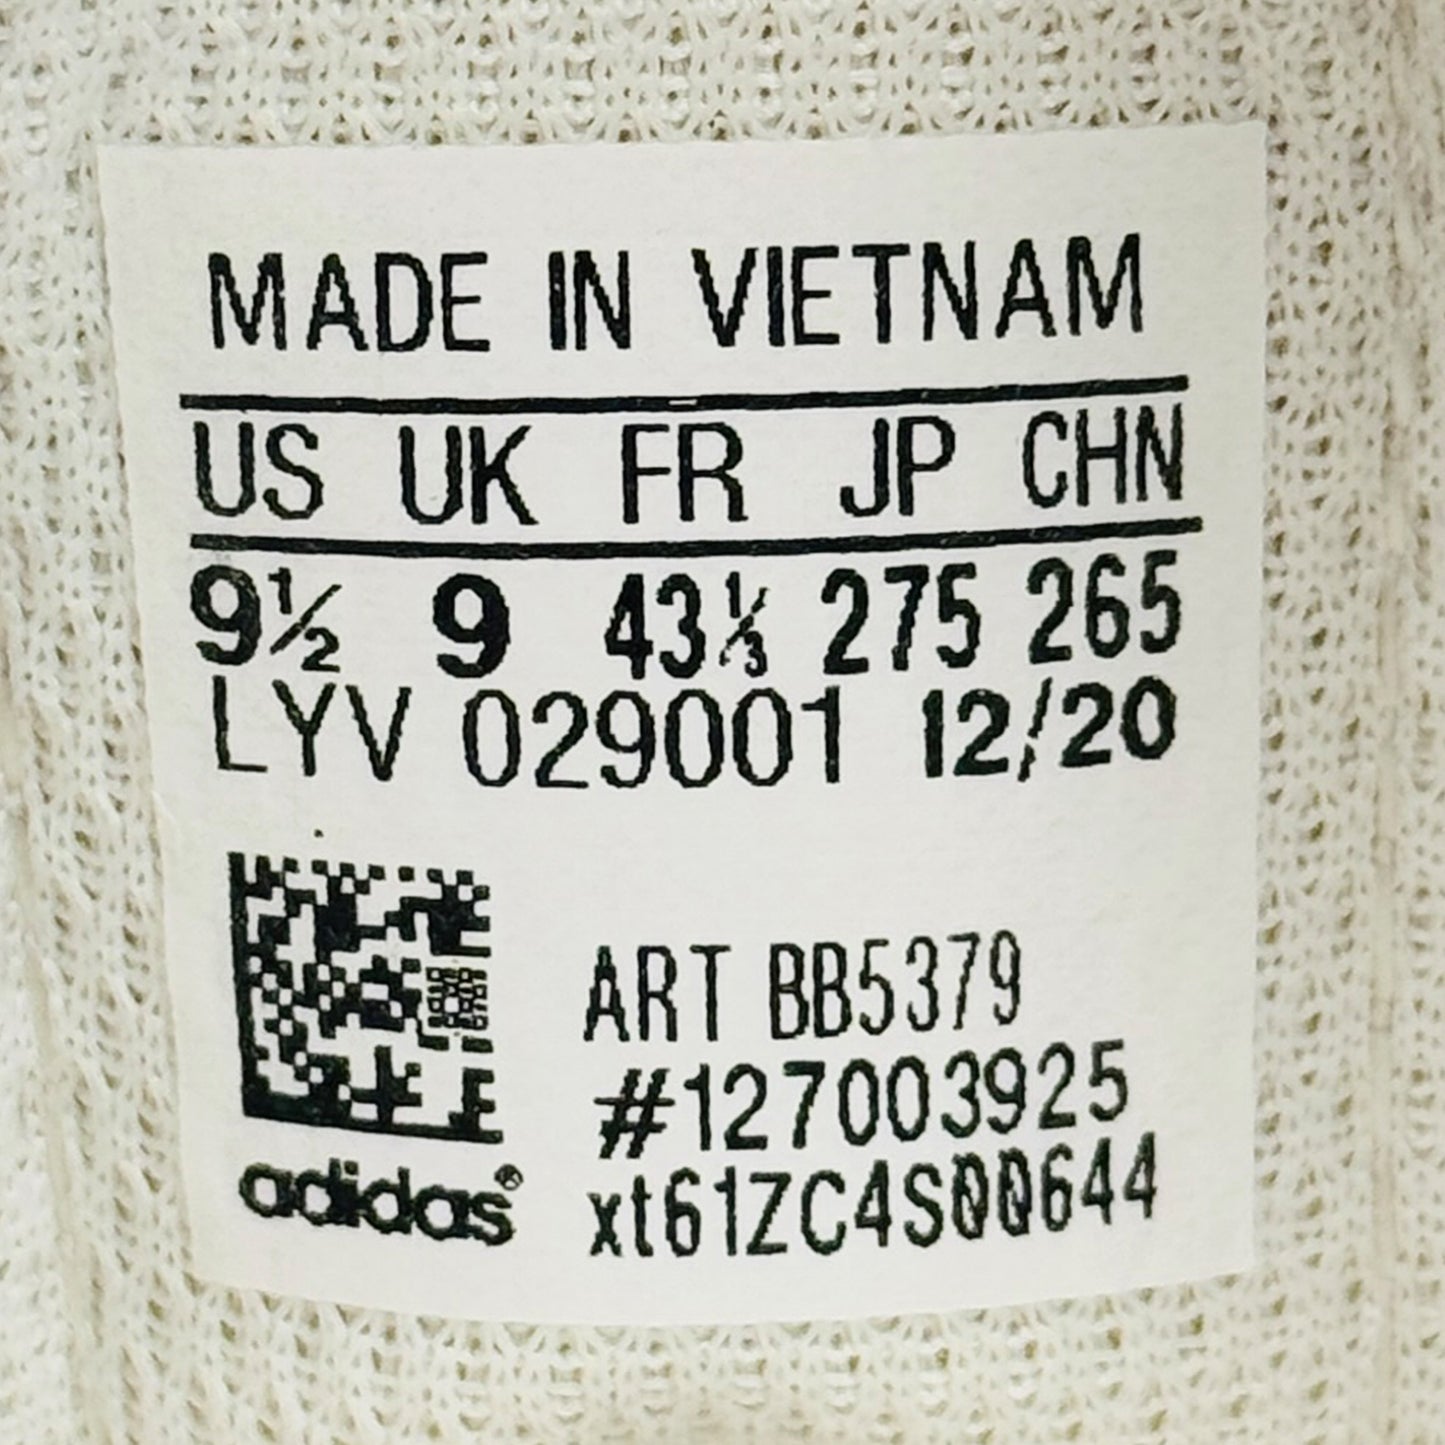 MADE IN VIETNAM
US UK FR JP CHN
9½ 9 43⅓ 275 265
LYV 029001 12/20
ART BB5379
#127003925
adidas®
xt61ZC4S00644